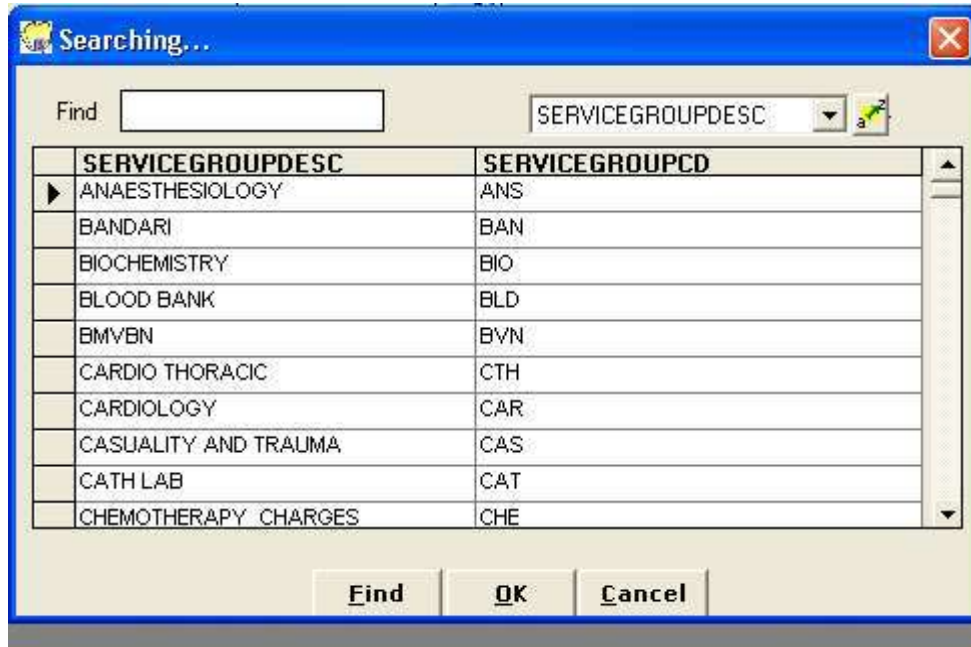 Searching...
Find SERVICEGROUPDESC
SERVICEGROUPDESC SERVICEGROUPCD
ANAESTHESIOLOGY ANS
BANDARI BAN
BIOCHEMISTRY BIO
BLOOD BANK BLD
BMVBN BVN
CARDIO THORACIC CTH
CARDIOLOGY CAR
CASUALITY AND TRAUMA CAS
CATH LAB CAT
CHEMOTHERAPY CHARGES CHE
Find OK Cancel